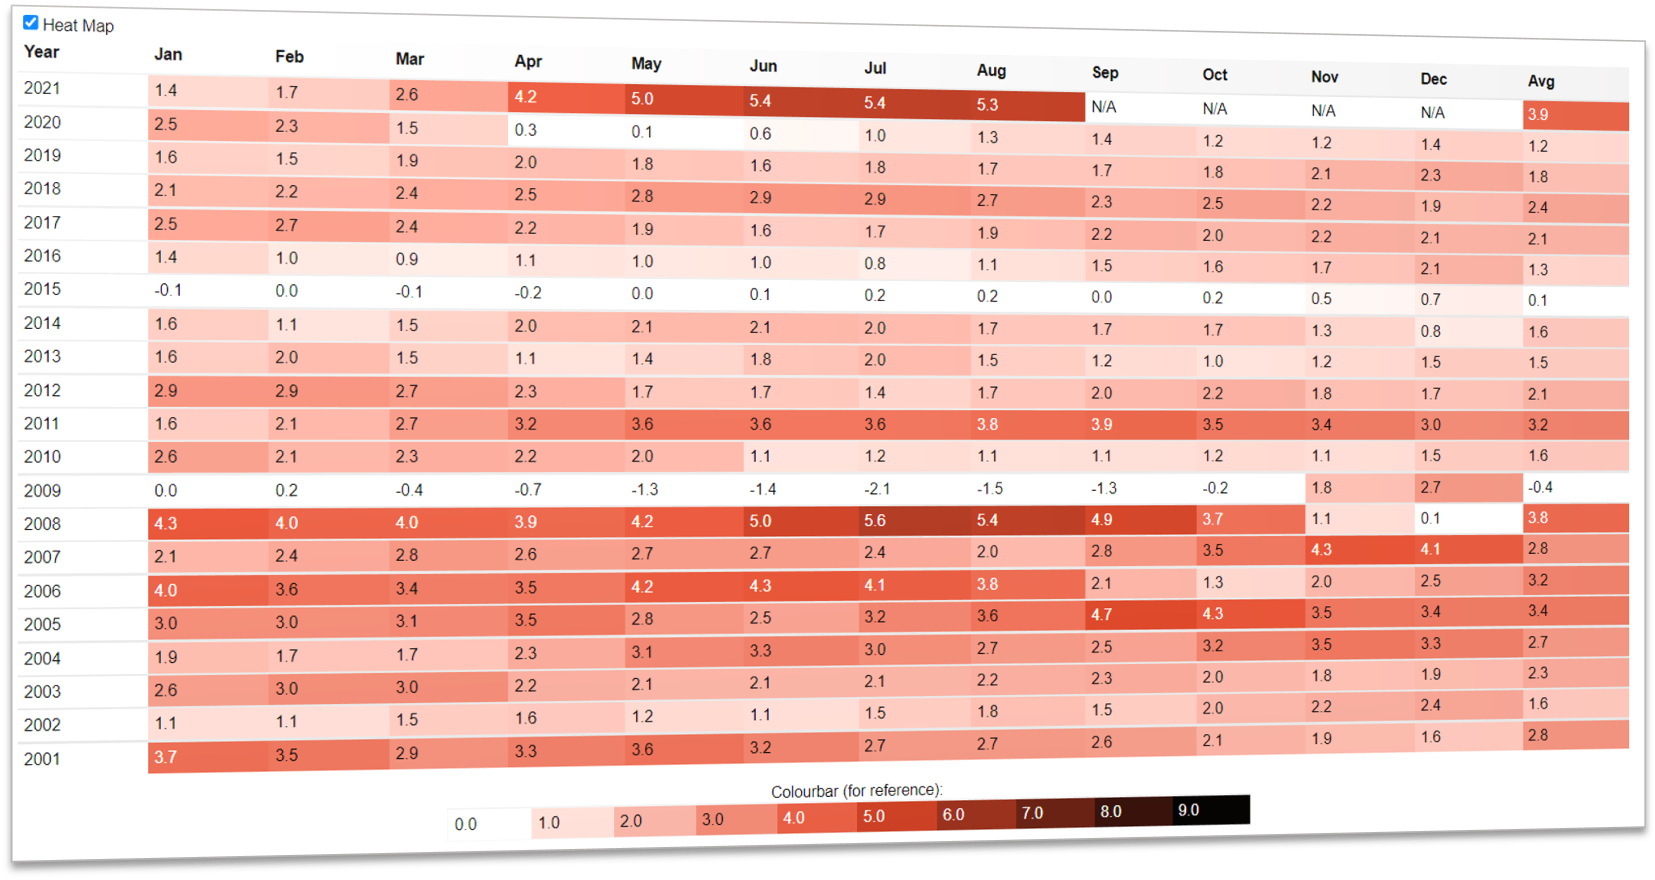 Heat Map
Year Jan Feb Mar Apr May Jun Jul Aug Sep Oct Nov Dec Avg
2021 1.4 1.7 2.6 4.2 5.0 5.4 5.4 5.3 N/A N/A N/A N/A 3.9
2020 2.5 2.3 1.5 0.3 0.1 0.6 1.0 1.3 1.4 1.2 1.2 1.4 1.2
2019 1.6 1.5 1.9 2.0 1.8 1.6 1.8 1.7 1.7 1.8 2.1 2.3 1.8
2018 2.1 2.2 2.4 2.5 2.8 2.9 2.9 2.7 2.3 2.5 2.2 1.9 2.4
2017 2.5 2.7 2.4 2.2 1.9 1.6 1.7 1.9 2.2 2.0 2.2 2.1 2.1
2016 1.4 1.0 0.9 1.1 1.0 1.0 0.8 1.1 1.5 1.6 1.7 2.1 1.3
2015 -0.1 0.0 -0.1 -0.2 0.0 0.1 0.2 0.2 0.0 0.2 0.5 0.7 0.1
2014 1.6 1.1 1.5 2.0 2.1 2.1 2.0 1.7 1.7 1.7 1.3 0.8 1.6
2013 1.6 2.0 1.5 1.1 1.4 1.8 2.0 1.5 1.2 1.0 1.2 1.5 1.5
2012 2.9 2.9 2.7 2.3 1.7 1.7 1.4 1.7 2.0 2.2 1.8 1.7 2.1
2011 1.6 2.1 2.7 3.2 3.6 3.6 3.6 3.8 3.9 3.5 3.4 3.0 3.2
2010 2.6 2.1 2.3 2.2 2.0 1.1 1.2 1.1 1.1 1.2 1.1 1.5 1.6
2009 0.0 0.2 -0.4 -0.7 -1.3 -1.4 -2.1 -1.5 -1.3 -0.2 1.8 2.7 -0.4
2008 4.3 4.0 4.0 3.9 4.2 5.0 5.6 5.4 4.9 3.7 1.1 0.1 3.8
2007 2.1 2.4 2.8 2.6 2.7 2.7 2.4 2.0 2.8 3.5 4.3 4.1 2.8
2006 4.0 3.6 3.4 3.5 4.2 4.3 4.1 3.8 2.1 1.3 2.0 2.5 3.2
2005 3.0 3.0 3.1 3.5 2.8 2.5 3.2 3.6 4.7 4.3 3.5 3.4 3.4
2004 1.9 1.7 1.7 2.3 3.1 3.3 3.0 2.7 2.5 3.2 3.5 3.3 2.7
2003 2.6 3.0 3.0 2.2 2.1 2.1 2.1 2.2 2.3 2.0 1.8 1.9 2.3
2002 1.1 1.1 1.5 1.6 1.2 1.1 1.5 1.8 1.5 2.0 2.2 2.4 1.6
2001 3.7 3.5 2.9 3.3 3.6 3.2 2.7 2.7 2.6 2.1 1.9 1.6 2.8
Colourbar (for reference):
0.0 1.0 2.0 3.0 4.0 5.0 6.0 7.0 8.0 9.0